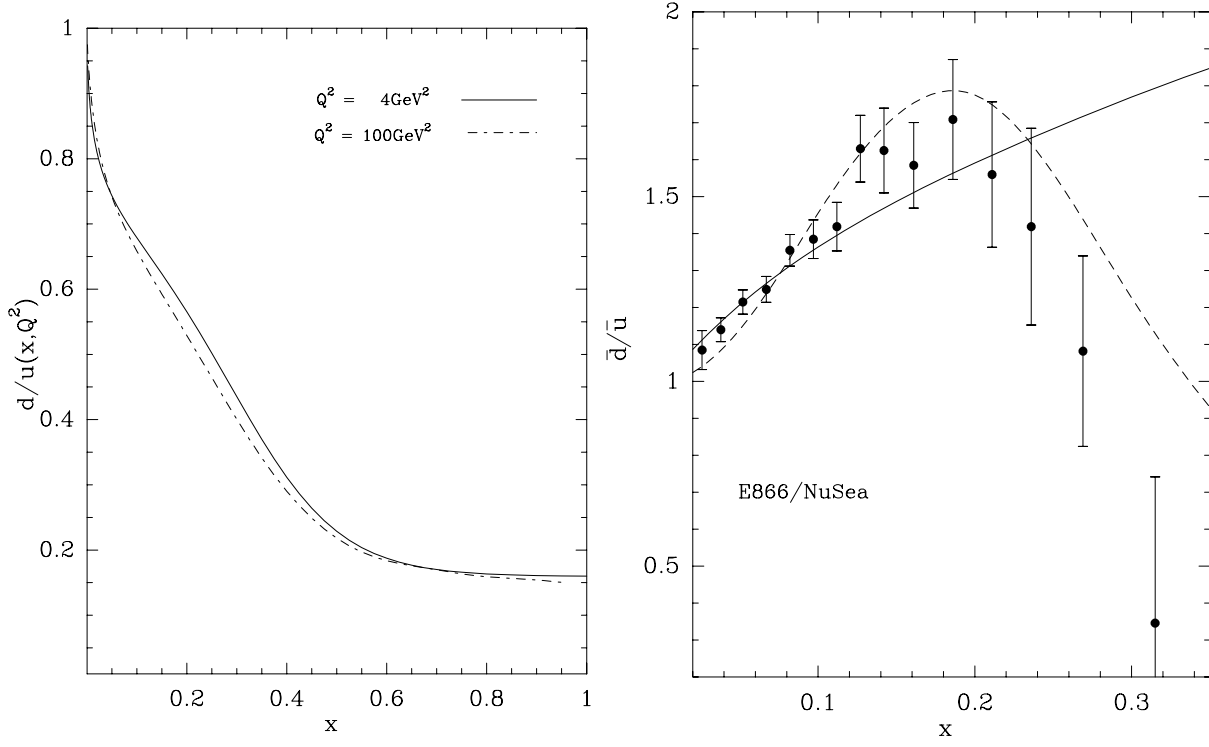 1
0.8
0.6
0.4
0.2
d/u(x,Q²)
Q² = 4GeV²
Q² = 100GeV²
0.2 0.4 0.6 0.8 1
x
2
1.5
1
0.5
d̅/u̅
E866/NuSea
0.1 0.2 0.3
x